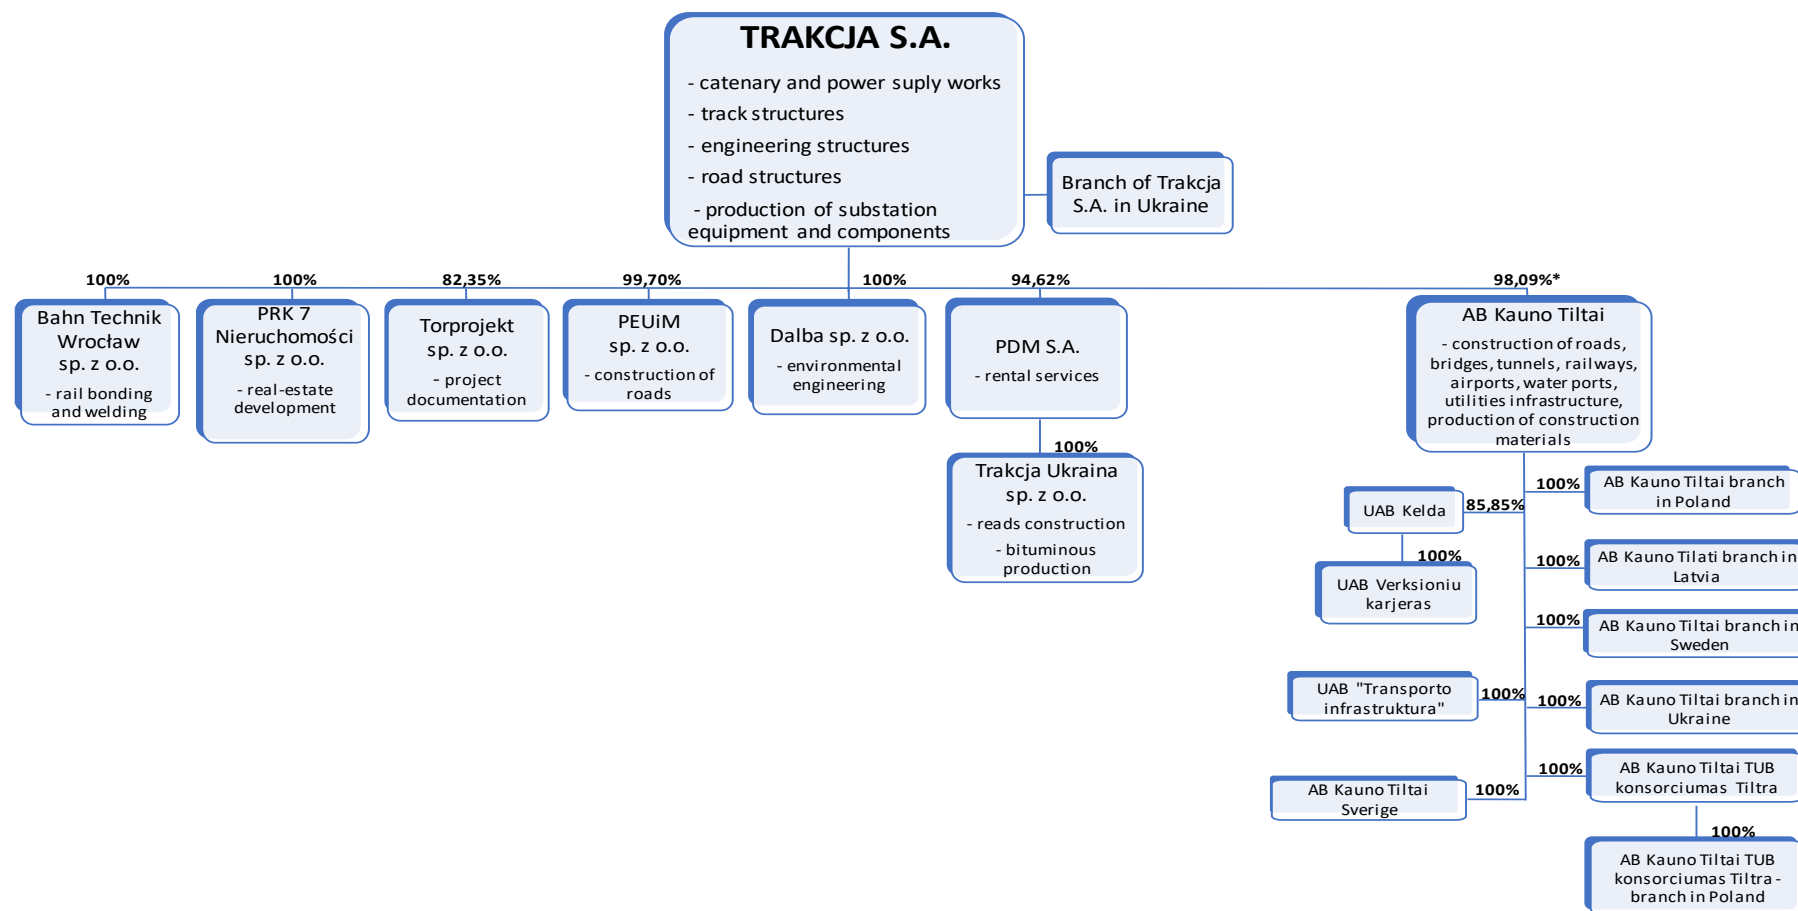 TRAKCJA S.A.
- catenary and power suply works
- track structures
- engineering structures
- road structures
- production of substation
equipment and components
Branch of Trakcja
S.A. in Ukraine
100%
100%
82,35%
99,70%
100%
94,62%
98,09%*
Bahn Technik
Wrocław
sp. z o.o.
- rail bonding
and welding
PRK 7
Nieruchomości
sp. z o.o.
- real-estate
development
Torprojekt
sp. z o.o.
- project
documentation
PEUiM
sp. z o.o.
- construction of
roads
Dalba sp. z o.o.
- environmental
engineering
PDM S.A.
- rental services
AB Kauno Tiltai
- construction of roads,
bridges, tunnels, railways,
airports, water ports,
utilities infrastructure,
production of construction
materials
100%
Trakcja Ukraina
sp. z o.o.
- reads construction
- bituminous
production
UAB Kelda
85,85%
100%
UAB Verksioniu
karjeras
UAB "Transporto
infrastruktura"
100%
AB Kauno Tiltai
Sverige
100%
100%
AB Kauno Tiltai branch
in Poland
100%
AB Kauno Tilati branch in
Latvia
100%
AB Kauno Tiltai branch in
Sweden
100%
AB Kauno Tiltai branch in
Ukraine
100%
AB Kauno Tiltai TUB
konsorciumas Tiltra
100%
AB Kauno Tiltai TUB
konsorciumas Tiltra -
branch in Poland